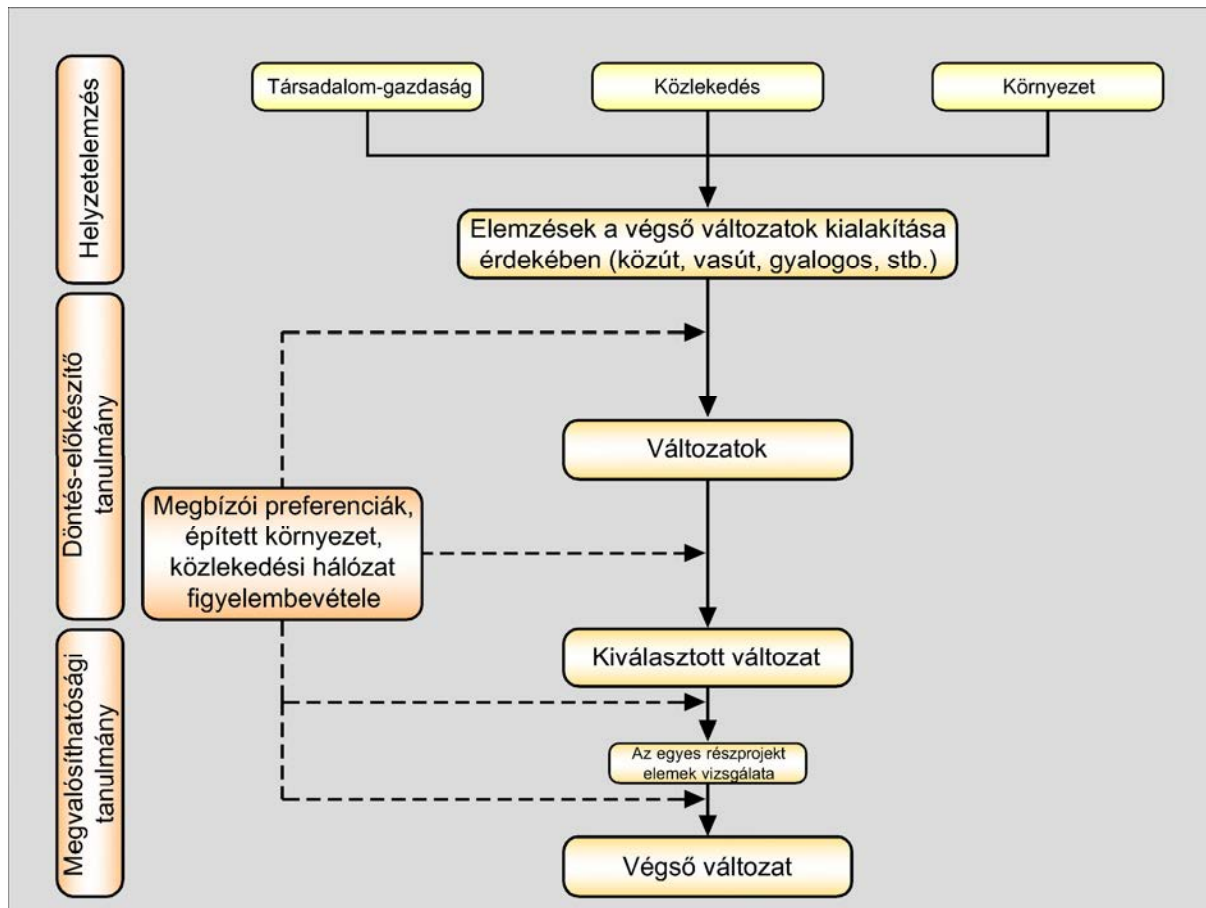 Helyzetelemzés
Társadalom-gazdaság
Közlekedés
Környezet
Elemzések a végső változatok kialakítása
érdekében (közút, vasút, gyalogos, stb.)
Döntés-előkészítő
tanulmány
Változatok
Megbízói preferenciák,
épített környezet,
közlekedési hálózat
figyelembevétele
Megvalósíthatósági
tanulmány
Kiválasztott változat
Az egyes részprojekt
elemek vizsgálata
Végső változat